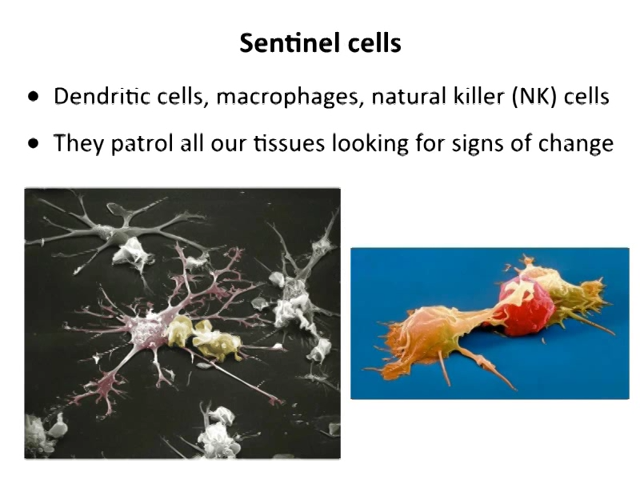 Sentinel cells
• Dendritic cells, macrophages, natural killer (NK) cells
• They patrol all our tissues looking for signs of change